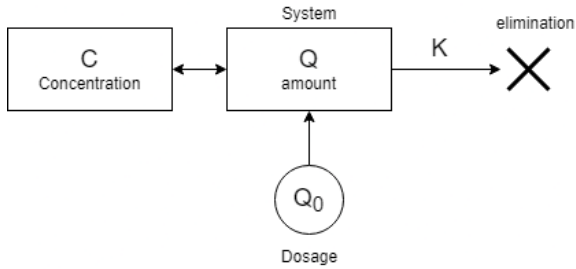 System
elimination
C
Concentration
Q
amount
K
Q0
Dosage